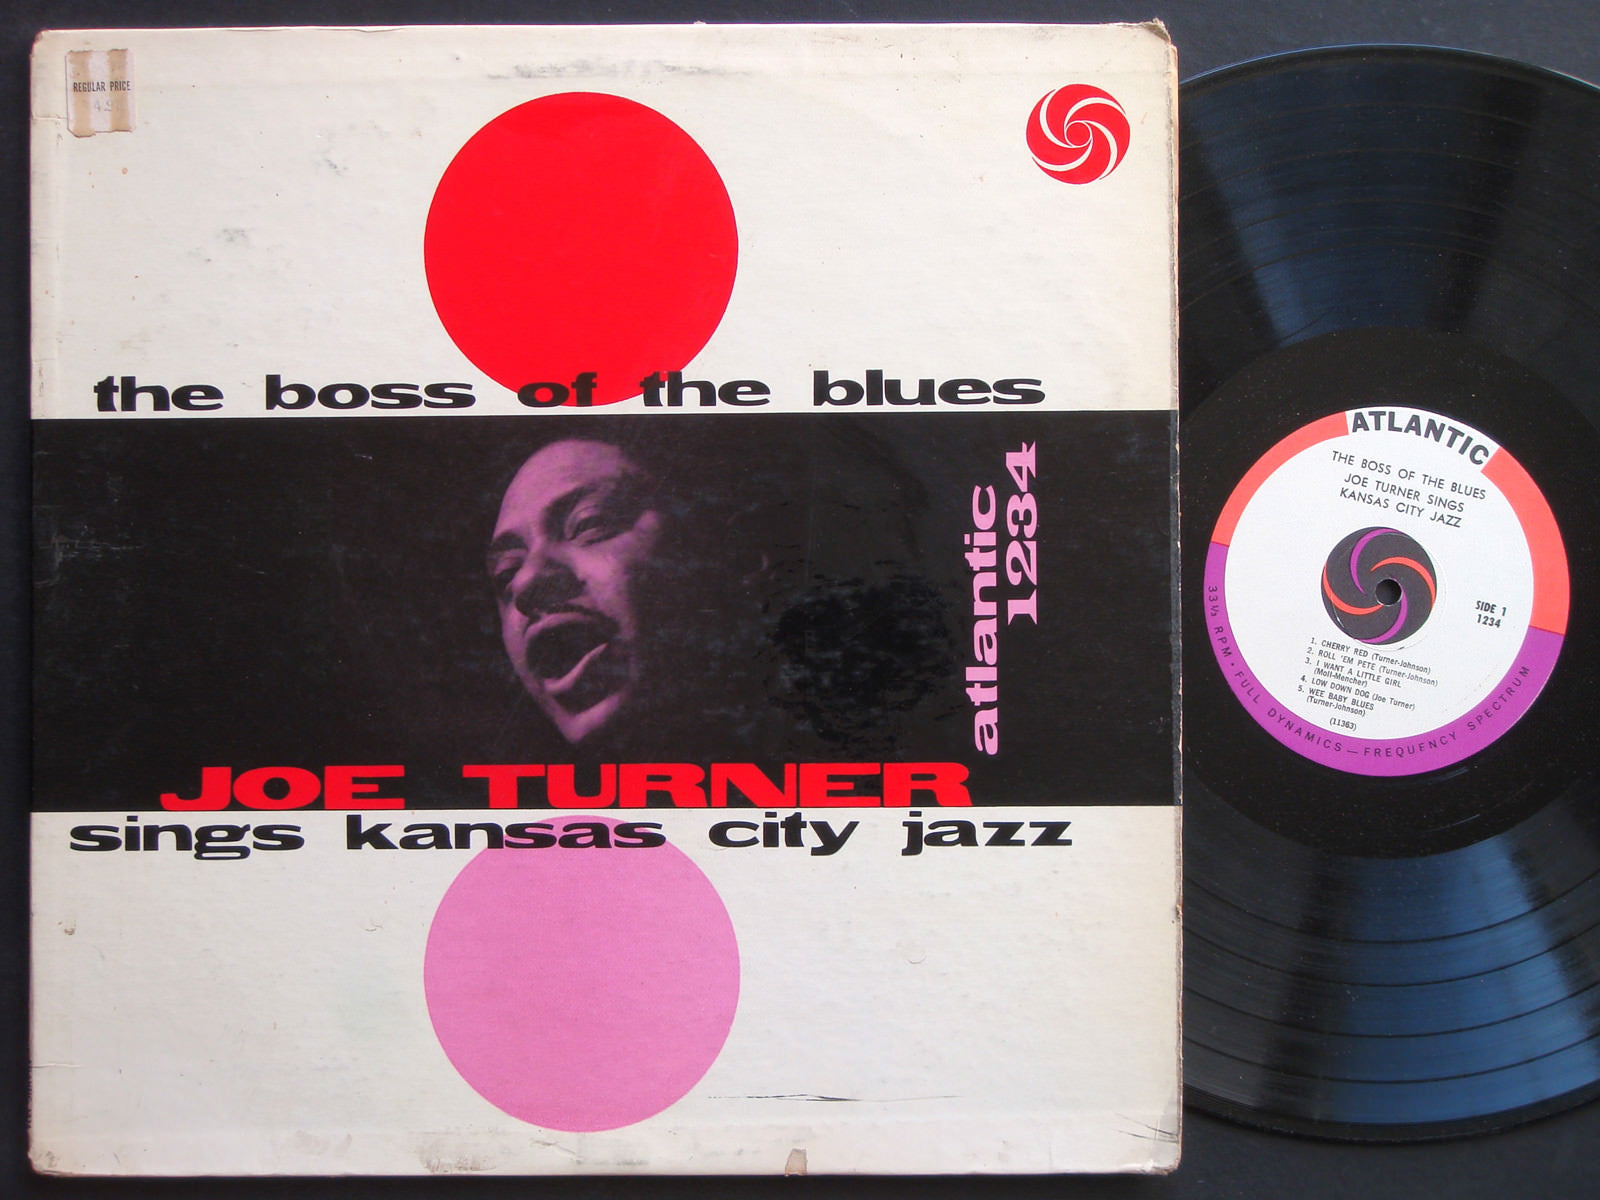 REGULAR PRICE
the boss of the blues
atlantic
1234
JOE TURNER
sings kansas city jazz
ATLANTIC
THE BOSS OF THE BLUES
JOE TURNER SINGS
KANSAS CITY JAZZ
SIDE 1
1234
1. CHERRY RED (Turner-Johnson)
2. ROLL 'EM PETE (Turner-Johnson)
3. I WANT A LITTLE GIRL
(Moll-Mencher)
4. LOW DOWN DOG (Joe Turner)
5. WEE BABY BLUES
(Turner-Johnson)
(11363)
33⅓ RPM • FULL DYNAMICS — FREQUENCY SPECTRUM